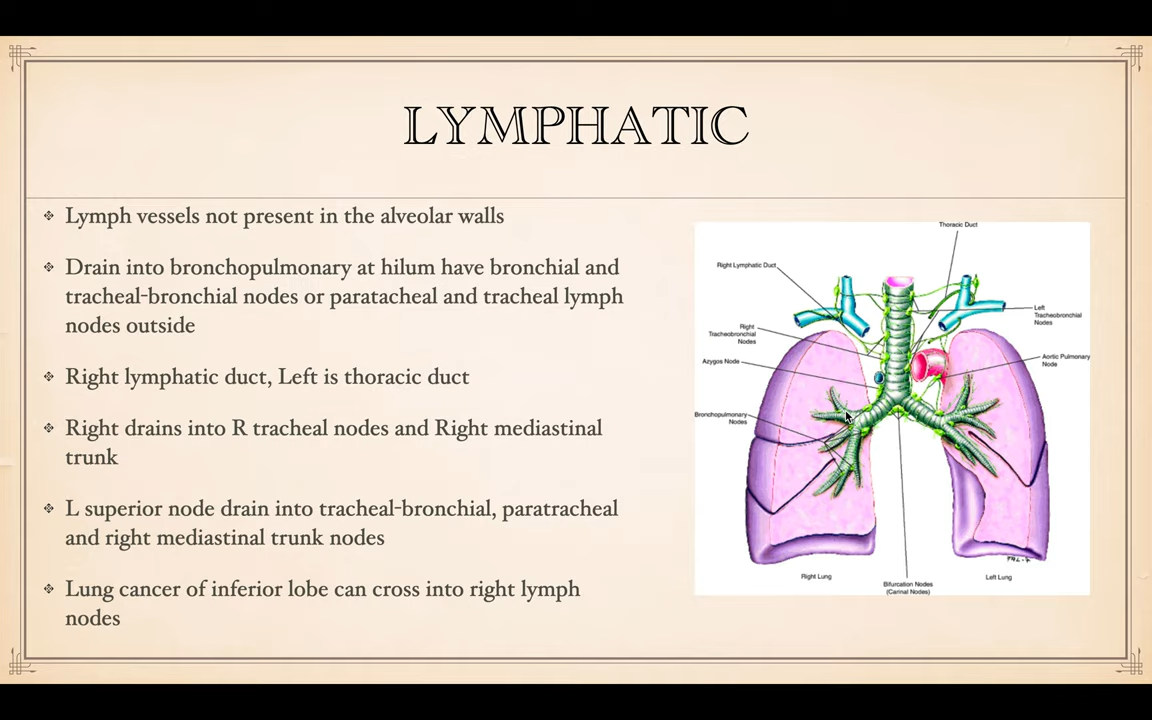 LYMPHATIC
Lymph vessels not present in the alveolar walls
Drain into bronchopulmonary at hilum have bronchial and
tracheal-bronchial nodes or paratacheal and tracheal lymph
nodes outside
Right lymphatic duct, Left is thoracic duct
Right drains into R tracheal nodes and Right mediastinal
trunk
L superior node drain into tracheal-bronchial, paratracheal
and right mediastinal trunk nodes
Lung cancer of inferior lobe can cross into right lymph
nodes
Thoracic Duct
Right Lymphatic Duct
Left
Tracheobronchial
Nodes
Right
Tracheobronchial
Nodes
Azygos Node
Aortic Pulmonary
Node
Bronchopulmonary
Nodes
Right Lung
Bifurcation Nodes
(Carinal Nodes)
Left Lung